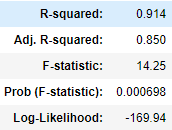 R-squared: 0.914
Adj. R-squared: 0.850
F-statistic: 14.25
Prob (F-statistic): 0.000698
Log-Likelihood: -169.94